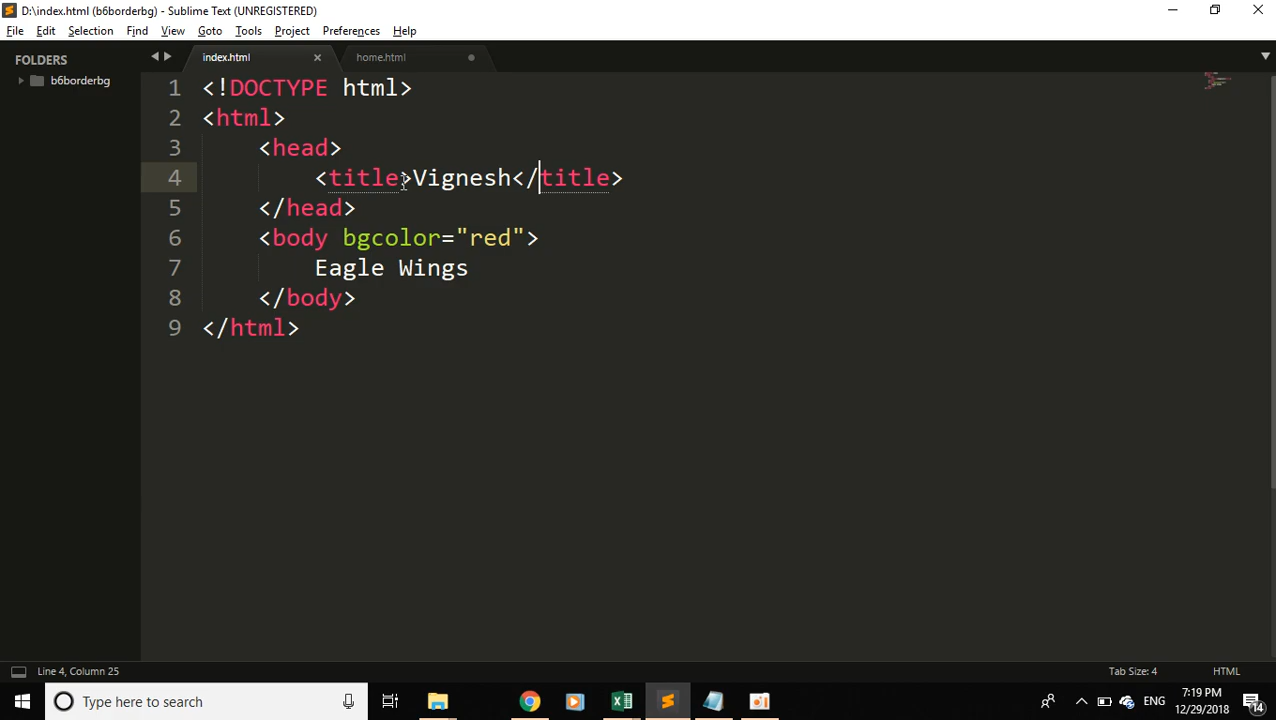 D:\index.html (b6borderbg) - Sublime Text (UNREGISTERED)
File Edit Selection Find View Goto Tools Project Preferences Help
FOLDERS
b6borderbg
index.html home.html
1 <!DOCTYPE html>
2 <html>
3 <head>
4 <title>Vignesh</title>
5 </head>
6 <body bgcolor="red">
7 Eagle Wings
8 </body>
9 </html>
Line 4, Column 25 Tab Size: 4 HTML
Type here to search
ENG
7:19 PM
12/29/2018
14